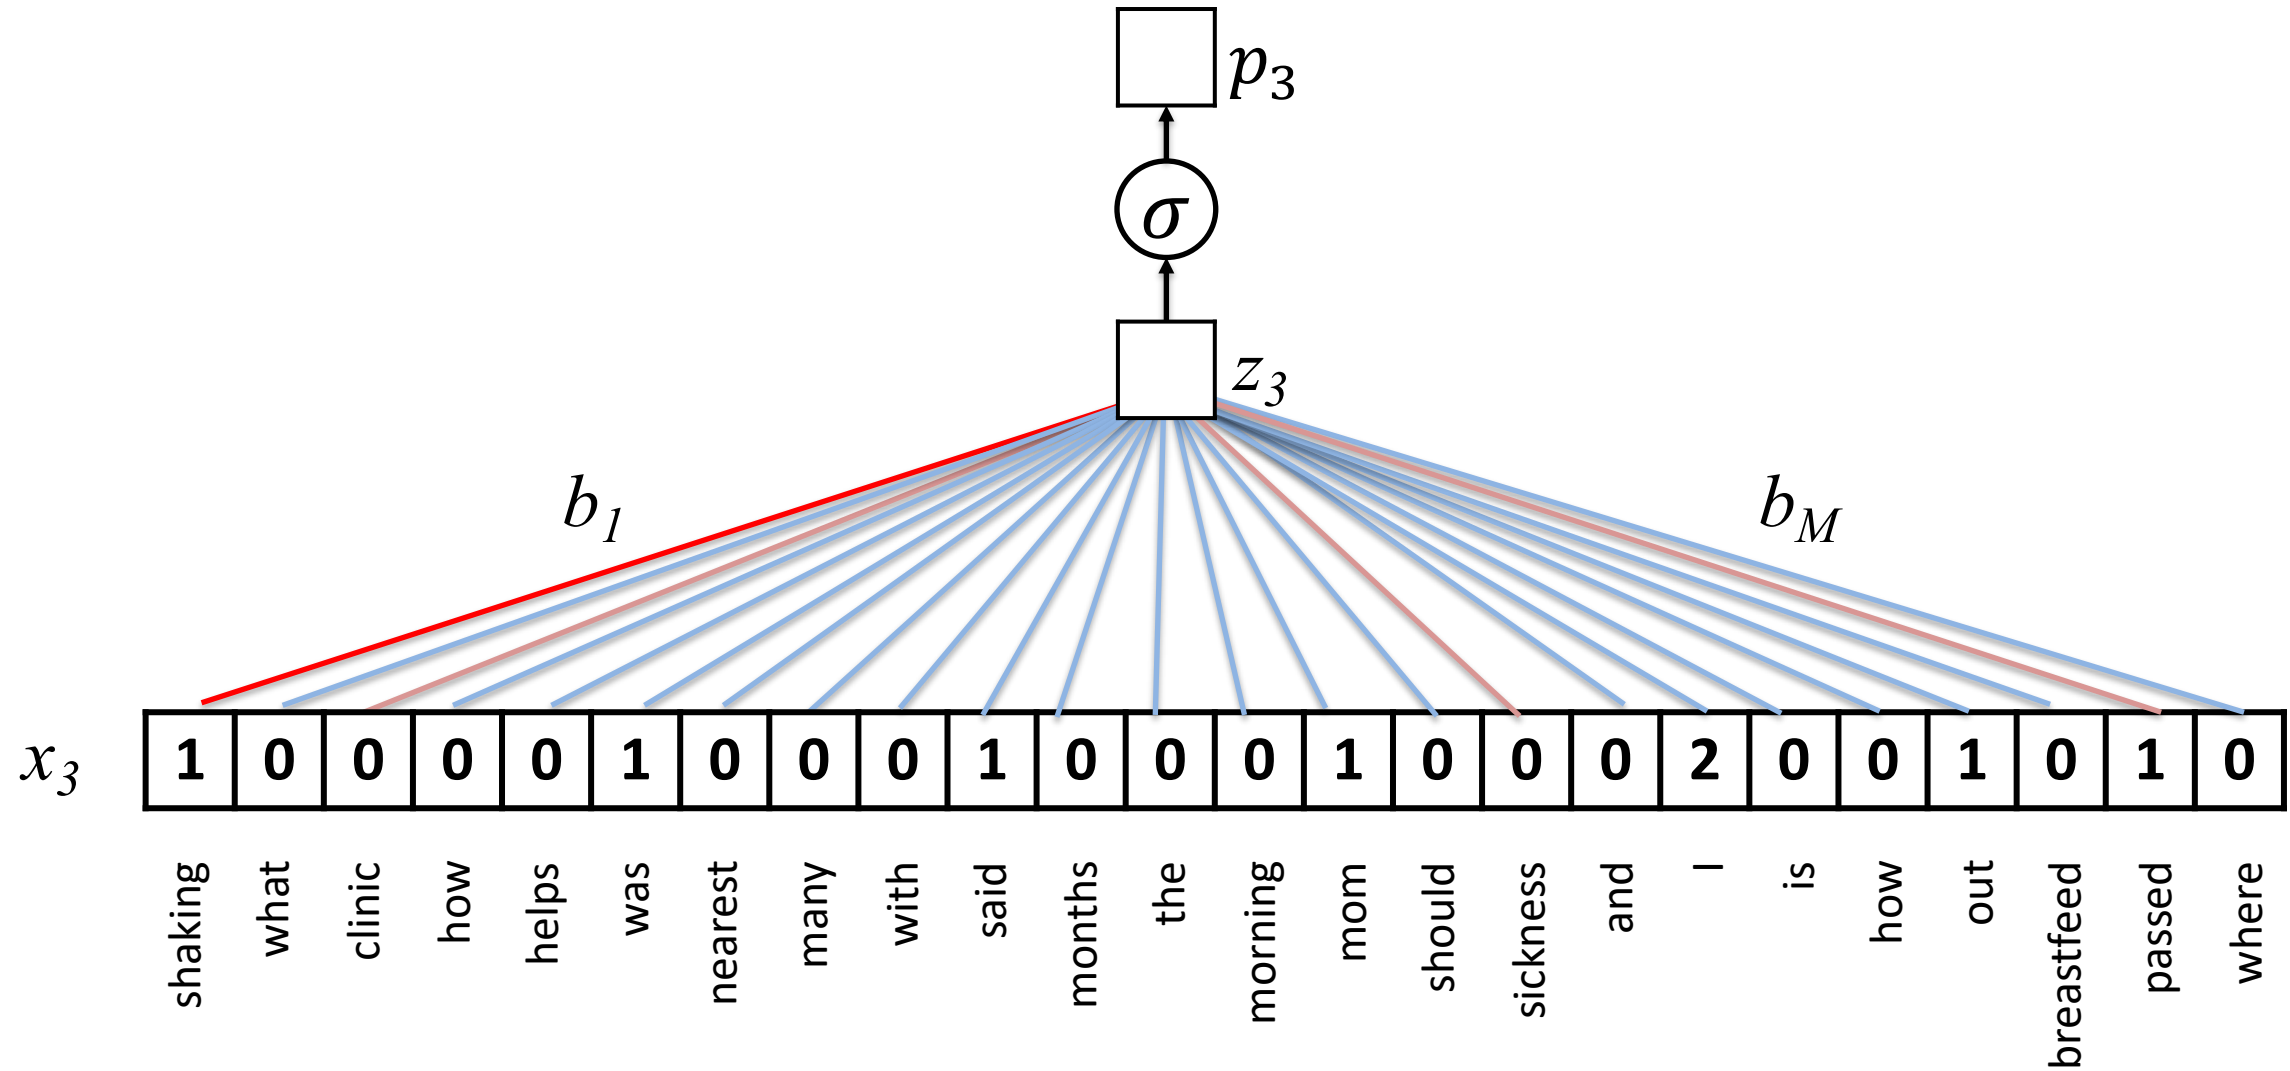 p₃
σ
z₃
b₁ b_M
x₃ 1 0 0 0 0 1 0 0 0 1 0 0 0 1 0 0 0 2 0 0 1 0 1 0
shaking what clinic how helps was nearest many with said months the morning mom should sickness and I is how out breastfeed passed where